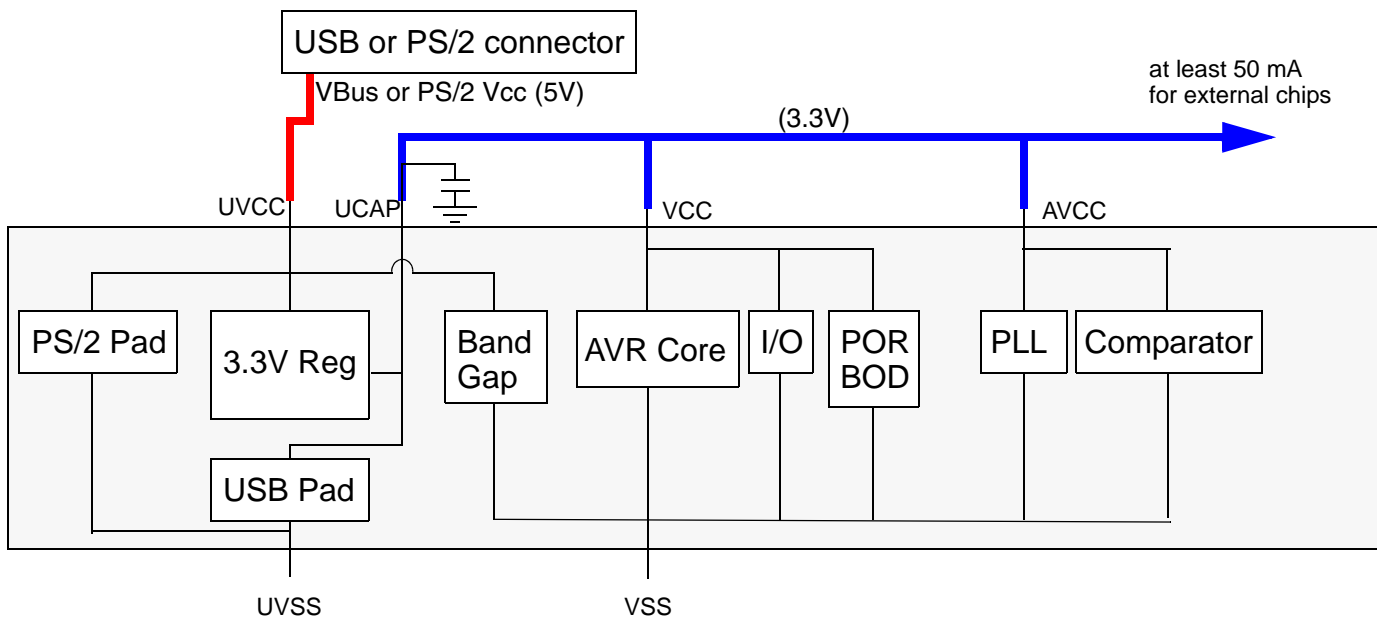 USB or PS/2 connector
VBus or PS/2 Vcc (5V)
at least 50 mA
for external chips
(3.3V)
UVCC
UCAP
VCC
AVCC
PS/2 Pad
3.3V Reg
Band
Gap
AVR Core
I/O
POR
BOD
PLL
Comparator
USB Pad
UVSS
VSS